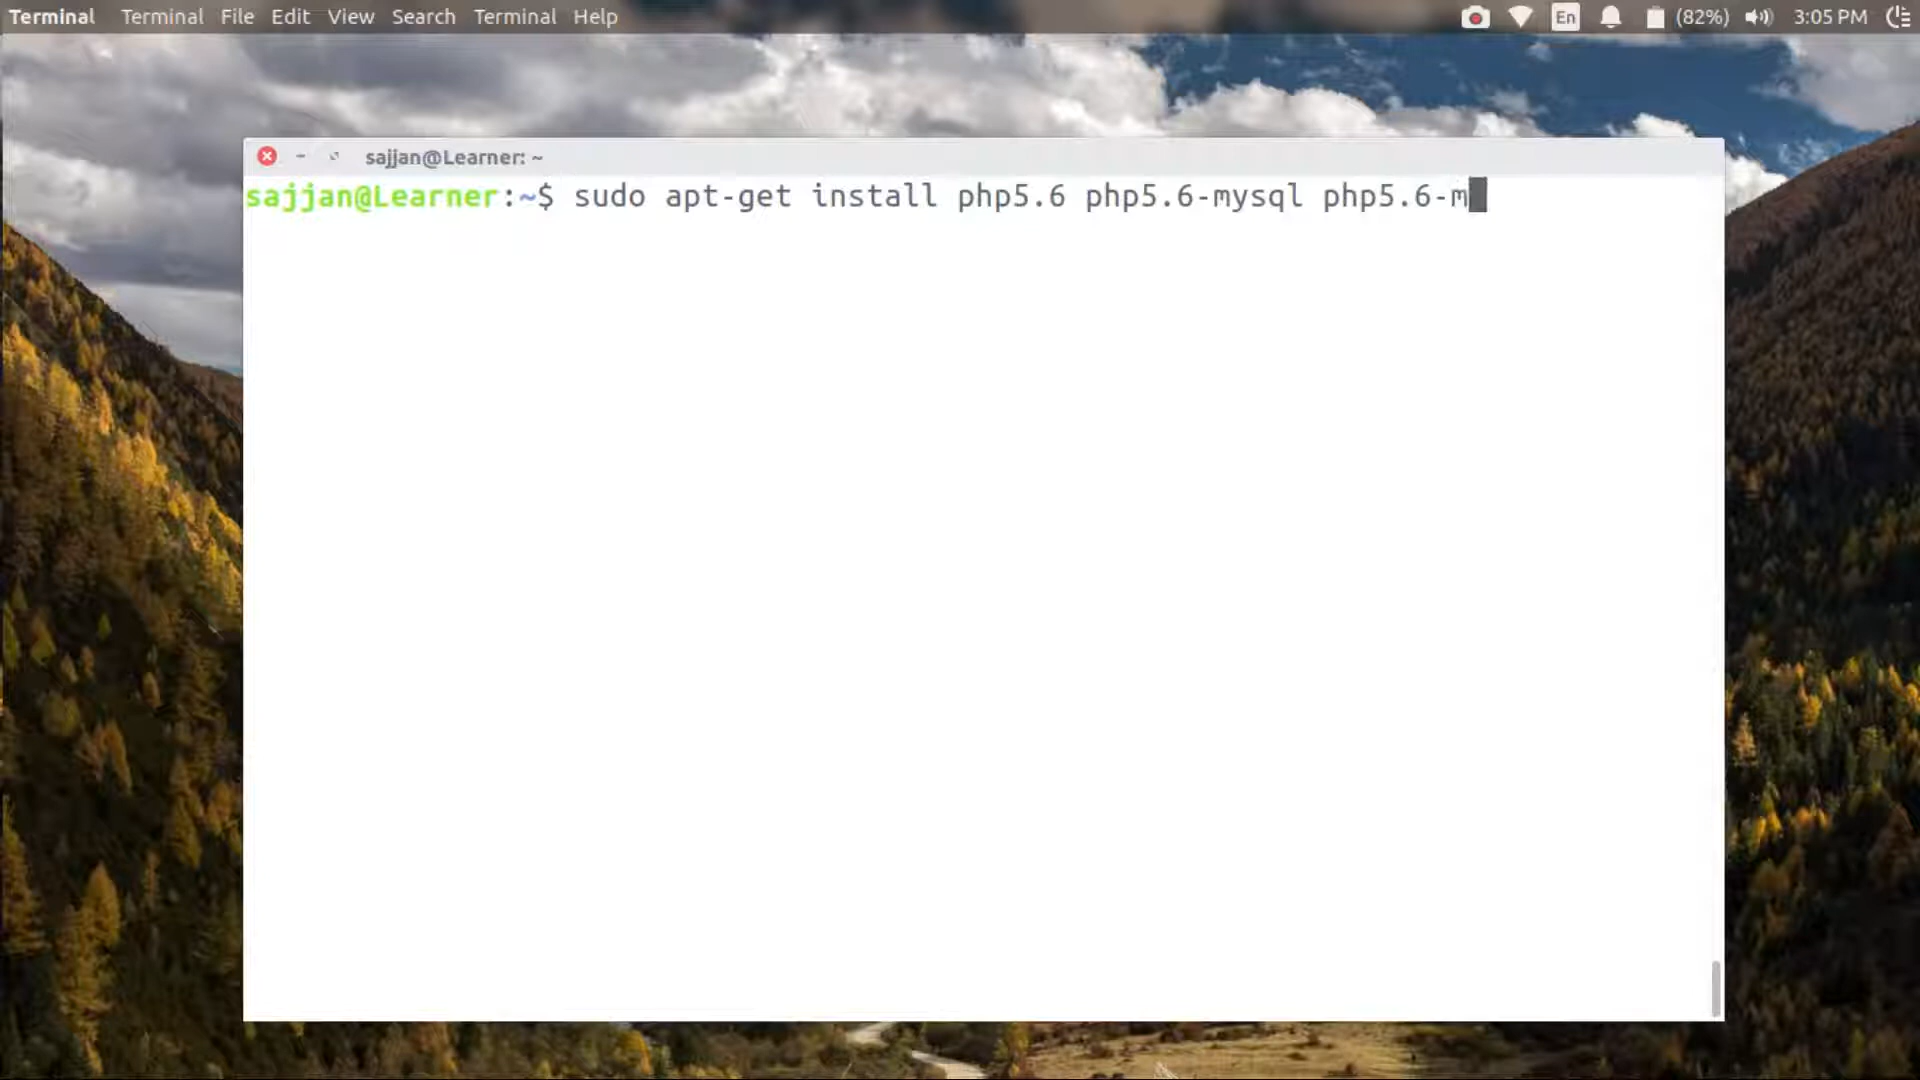 Terminal Terminal File Edit View Search Terminal Help En (82%) 3:05 PM
sajjan@Learner: ~
sajjan@Learner:~$ sudo apt-get install php5.6 php5.6-mysql php5.6-m